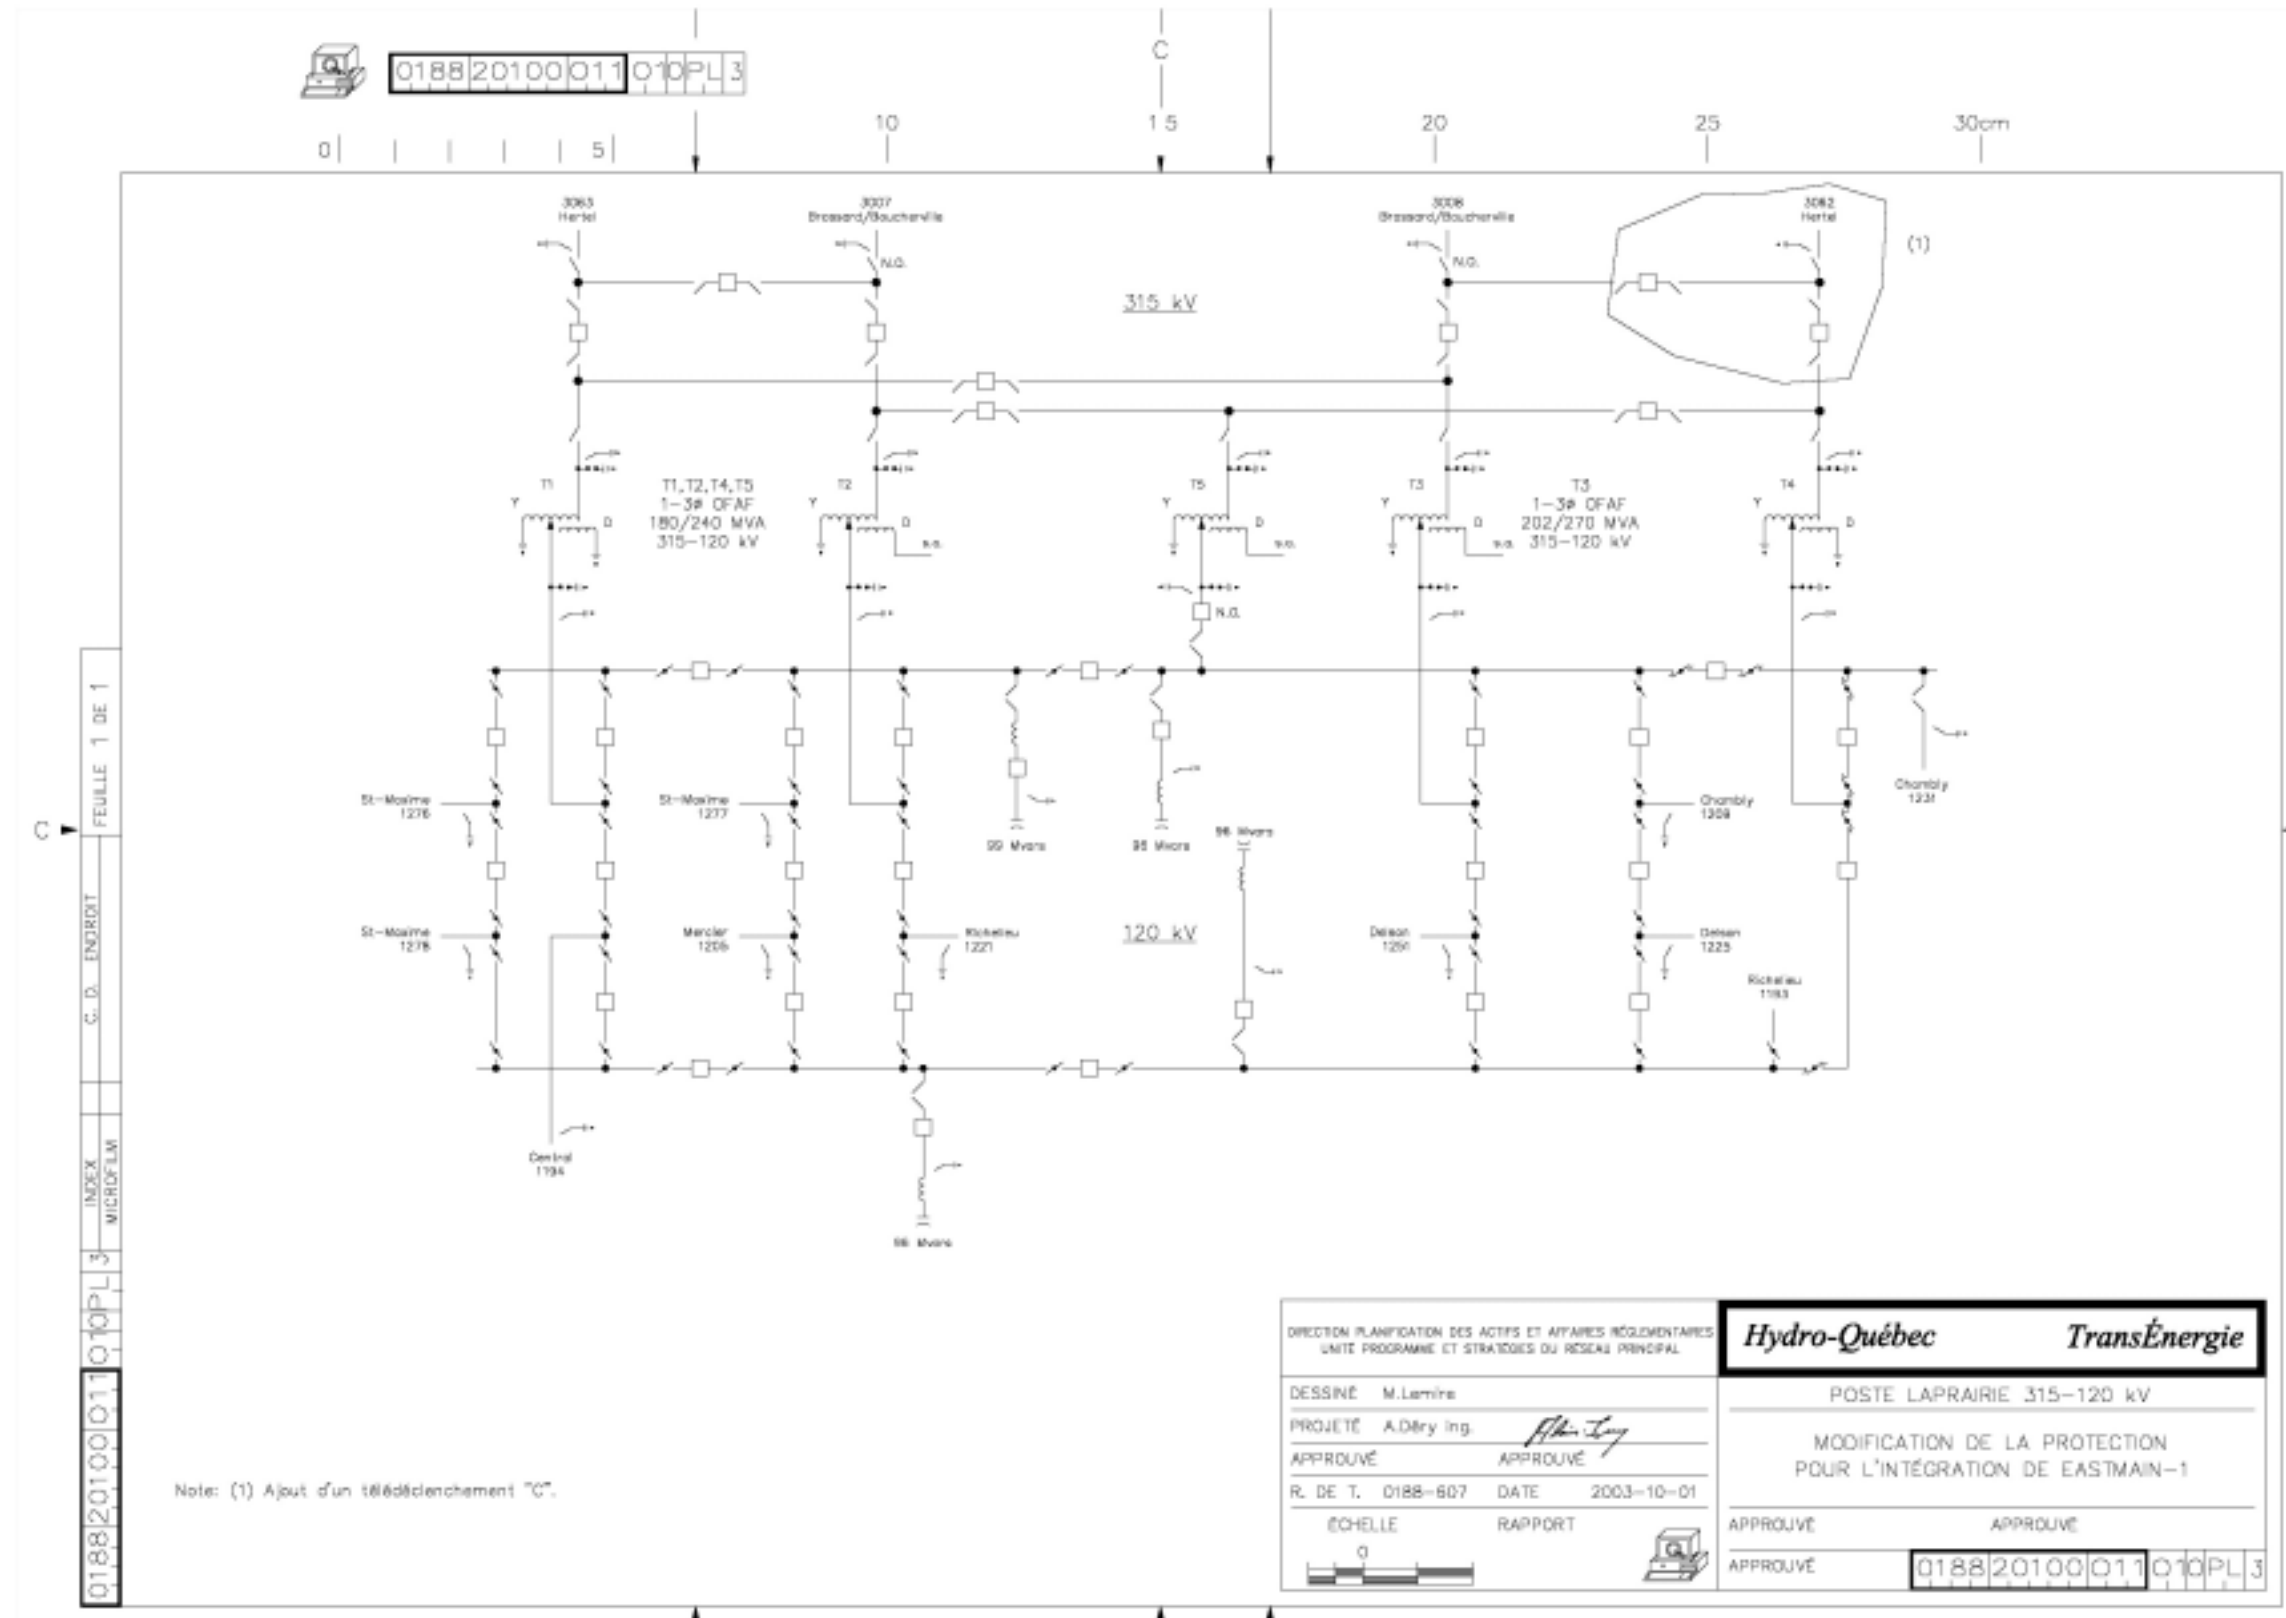 0188 20100 011 010 PL 3
C
0 5 10 15 20 25 30cm
3063
Hertel
3007
Brossard/Boucherville
3008
Brossard/Boucherville
3062
Hertel
(1)
N.O.
N.O.
315 kV
T1
T1,T2,T4,T5
1-3ø OFAF
180/240 MVA
315-120 kV
T2
T5
T3
T3
1-3ø OFAF
202/270 MVA
315-120 kV
T4
Y D
Y D
Y D
Y D
Y D
s.a.
s.a.
s.a.
N.O.
St-Maxime
1276
St-Maxime
1277
99 Mvars
96 Mvars
96 Mvars
Chambly
1209
Chambly
1231
St-Maxime
1278
Mercier
1205
Richelieu
1221
120 kV
Delson
1251
Delson
1225
Richelieu
1193
Central
1194
96 Mvars
C
FEUILLE 1 DE 1
C. D. ENDROIT
INDEX
MICROFILM
0188 20100 011 010 PL 3
Note: (1) Ajout d'un télédéclenchement "C".
DIRECTION PLANIFICATION DES ACTIFS ET AFFAIRES RÉGLEMENTAIRES
UNITÉ PROGRAMME ET STRATÉGIES DU RÉSEAU PRINCIPAL
DESSINÉ M.Lemire
PROJETÉ A.Déry ing.
APPROUVÉ APPROUVÉ
R. DE T. 0188-607 DATE 2003-10-01
ÉCHELLE RAPPORT
0
Hydro-Québec TransÉnergie
POSTE LAPRAIRIE 315-120 kV
MODIFICATION DE LA PROTECTION
POUR L'INTÉGRATION DE EASTMAIN-1
APPROUVÉ APPROUVÉ
APPROUVÉ
0188 20100 011 010 PL 3